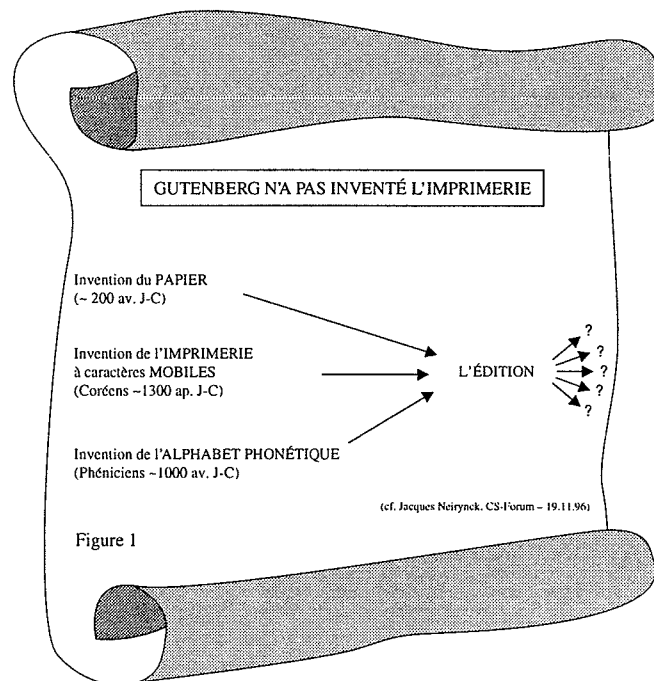 GUTENBERG N'A PAS INVENTÉ L'IMPRIMERIE
Invention du PAPIER
(~ 200 av. J-C)
Invention de l'IMPRIMERIE
à caractères MOBILES
(Coréens ~1300 ap. J-C)
Invention de l'ALPHABET PHONÉTIQUE
(Phéniciens ~1000 av. J-C)
L'ÉDITION
?
?
?
?
?
(cf. Jacques Neirynck. CS-Forum – 19.11.96)
Figure 1